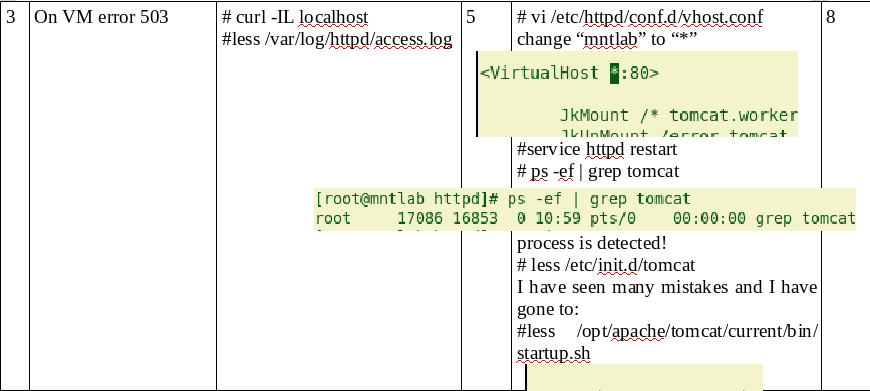 3
On VM error 503
# curl -IL localhost
#less /var/log/httpd/access.log
5
# vi /etc/httpd/conf.d/vhost.conf
change “mntlab” to “*”
<VirtualHost *:80>
JkMount /* tomcat.worker
JkUnMount /error tomcat
#service httpd restart
# ps -ef | grep tomcat
[root@mntlab httpd]# ps -ef | grep tomcat
root 17086 16853 0 10:59 pts/0 00:00:00 grep tomcat
process is detected!
# less /etc/init.d/tomcat
I have seen many mistakes and I have
gone to:
#less /opt/apache/tomcat/current/bin/
startup.sh
8